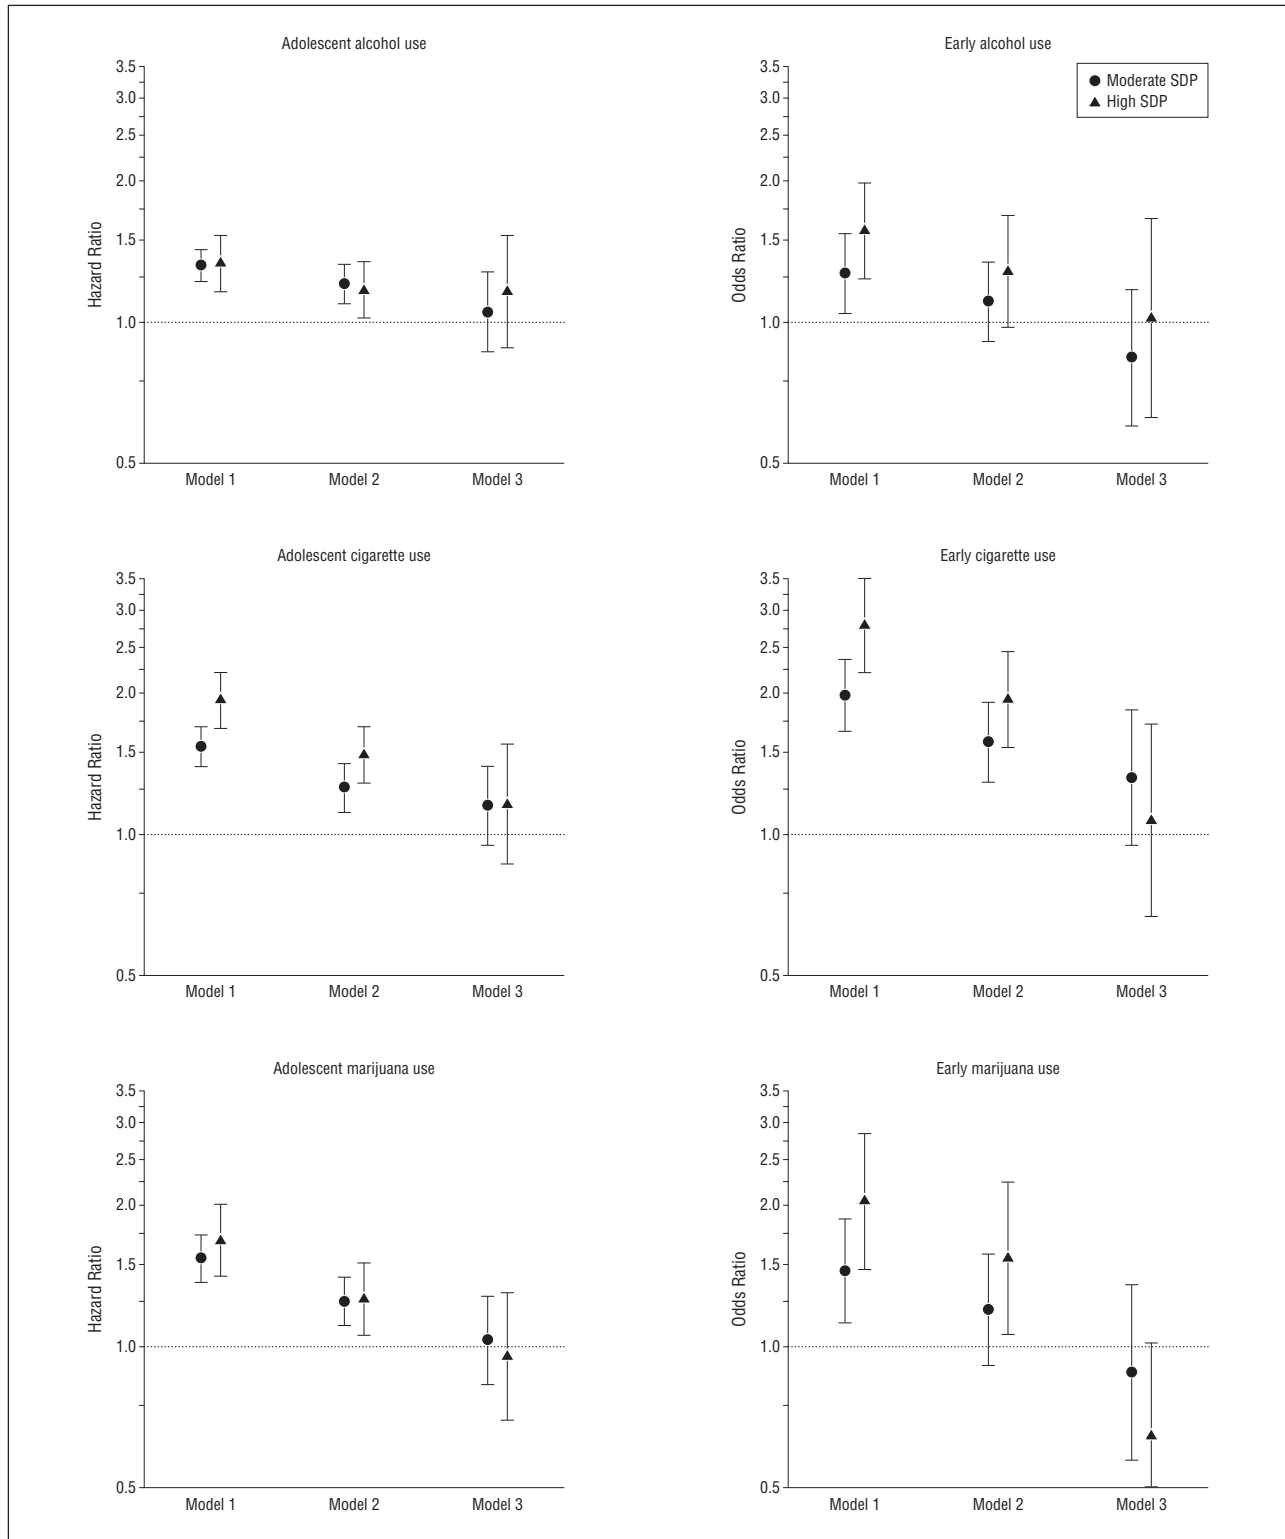 Adolescent alcohol use
3.5
3.0
2.5
2.0
1.5
1.0
0.5
Hazard Ratio
Model 1 Model 2 Model 3
Early alcohol use
Moderate SDP
High SDP
3.5
3.0
2.5
2.0
1.5
1.0
0.5
Odds Ratio
Model 1 Model 2 Model 3
Adolescent cigarette use
3.5
3.0
2.5
2.0
1.5
1.0
0.5
Hazard Ratio
Model 1 Model 2 Model 3
Early cigarette use
3.5
3.0
2.5
2.0
1.5
1.0
0.5
Odds Ratio
Model 1 Model 2 Model 3
Adolescent marijuana use
3.5
3.0
2.5
2.0
1.5
1.0
0.5
Hazard Ratio
Model 1 Model 2 Model 3
Early marijuana use
3.5
3.0
2.5
2.0
1.5
1.0
0.5
Odds Ratio
Model 1 Model 2 Model 3